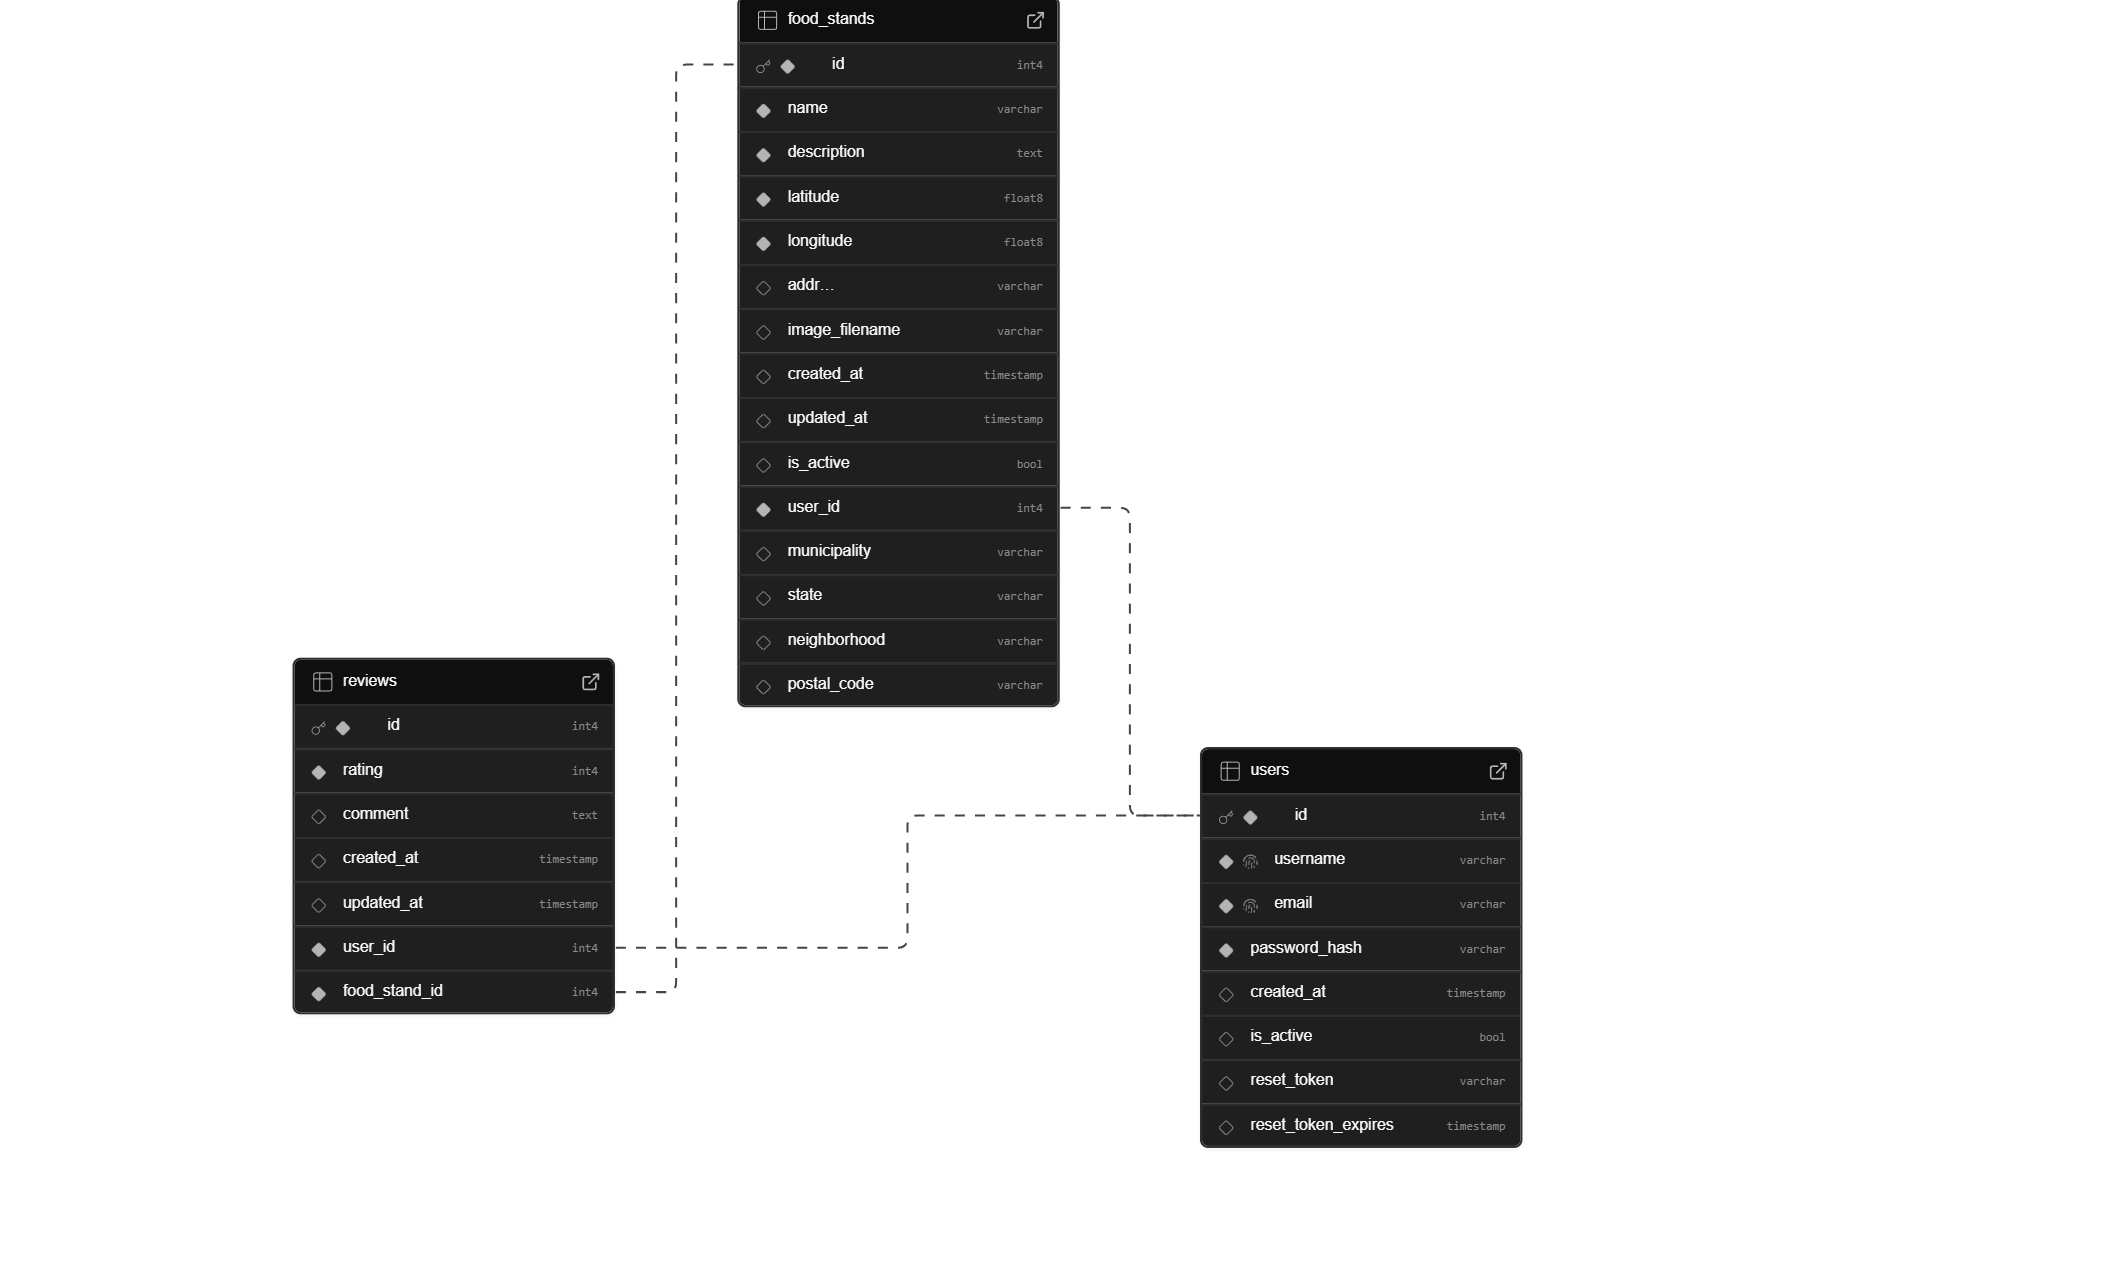 food_stands
id int4
name varchar
description text
latitude float8
longitude float8
addr... varchar
image_filename varchar
created_at timestamp
updated_at timestamp
is_active bool
user_id int4
municipality varchar
state varchar
neighborhood varchar
postal_code varchar
reviews
id int4
rating int4
comment text
created_at timestamp
updated_at timestamp
user_id int4
food_stand_id int4
users
id int4
username varchar
email varchar
password_hash varchar
created_at timestamp
is_active bool
reset_token varchar
reset_token_expires timestamp